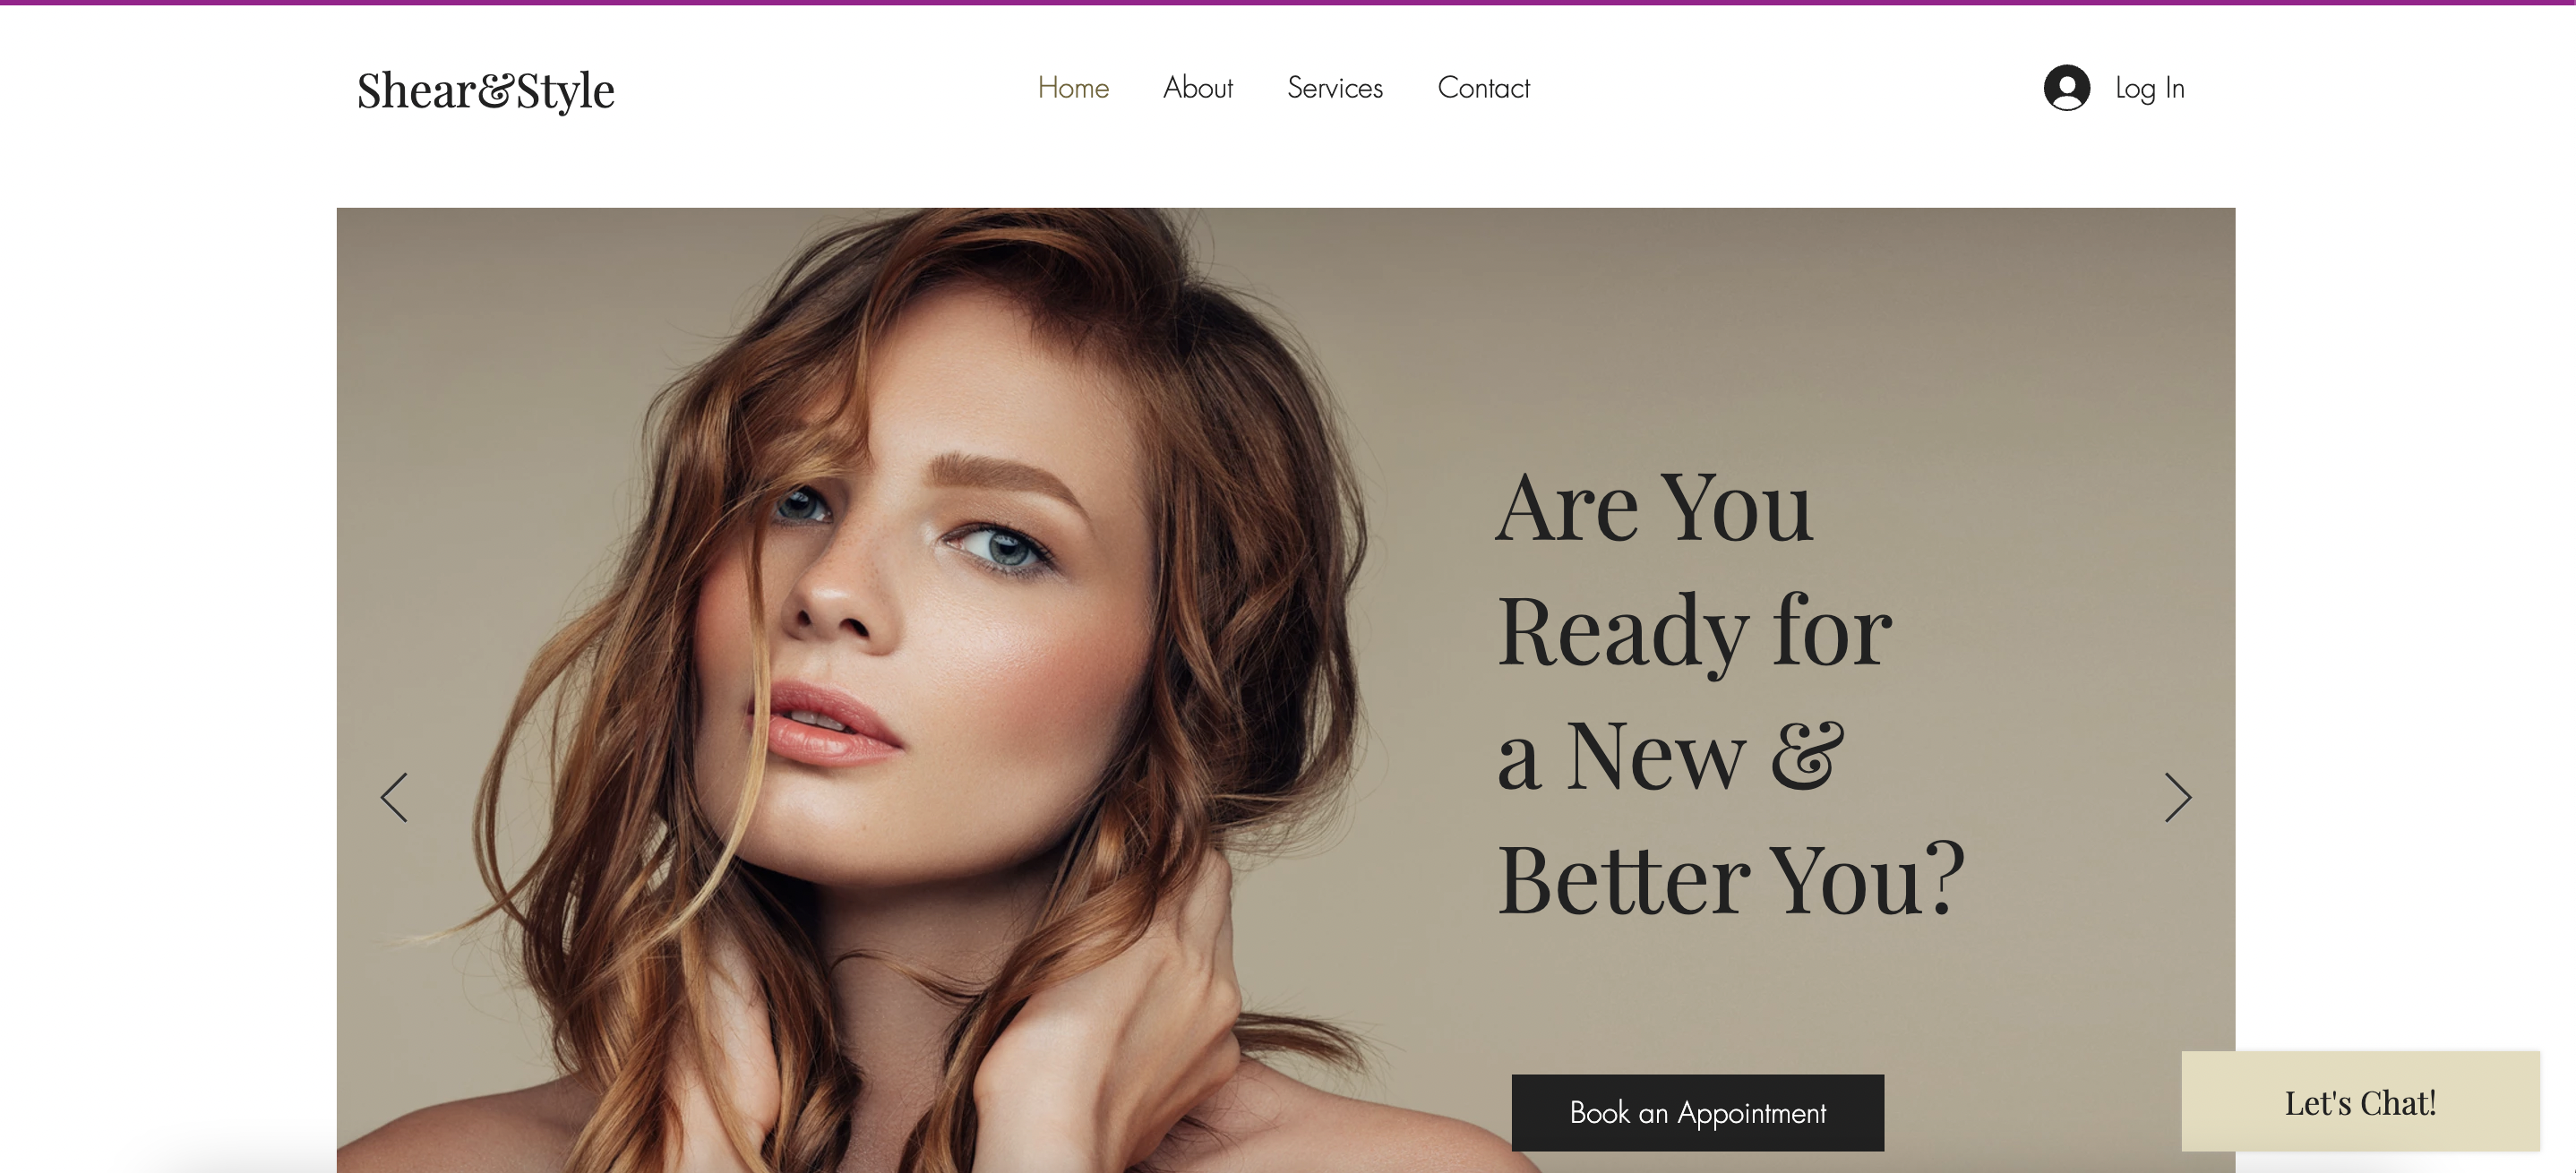 Shear&Style
Home About Services Contact
Log In
Are You
Ready for
a New &
Better You?
Book an Appointment
Let's Chat!